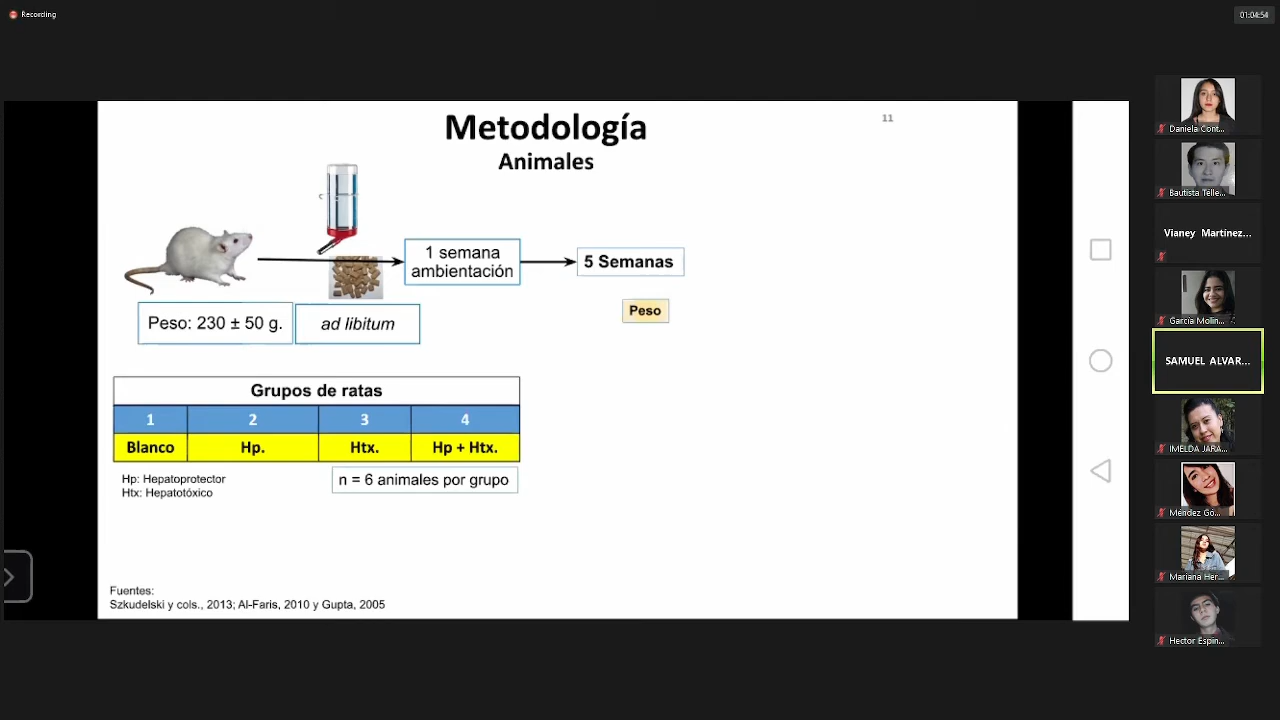 Recording
01:04:54
Metodología
11
Animales
1 semana
ambientación
5 Semanas
Peso
Peso: 230 ± 50 g.
ad libitum
Grupos de ratas
1 2 3 4
Blanco Hp. Htx. Hp + Htx.
Hp: Hepatoprotector
Htx: Hepatotóxico
n = 6 animales por grupo
Fuentes:
Szkudelski y cols., 2013; Al-Faris, 2010 y Gupta, 2005
Daniela Cont...
Bautista Telle...
Vianey Martinez...
García Molin...
SAMUEL ALVAR...
IMELDA JARA...
Méndez Gó...
Mariana Her...
Hector Espin...